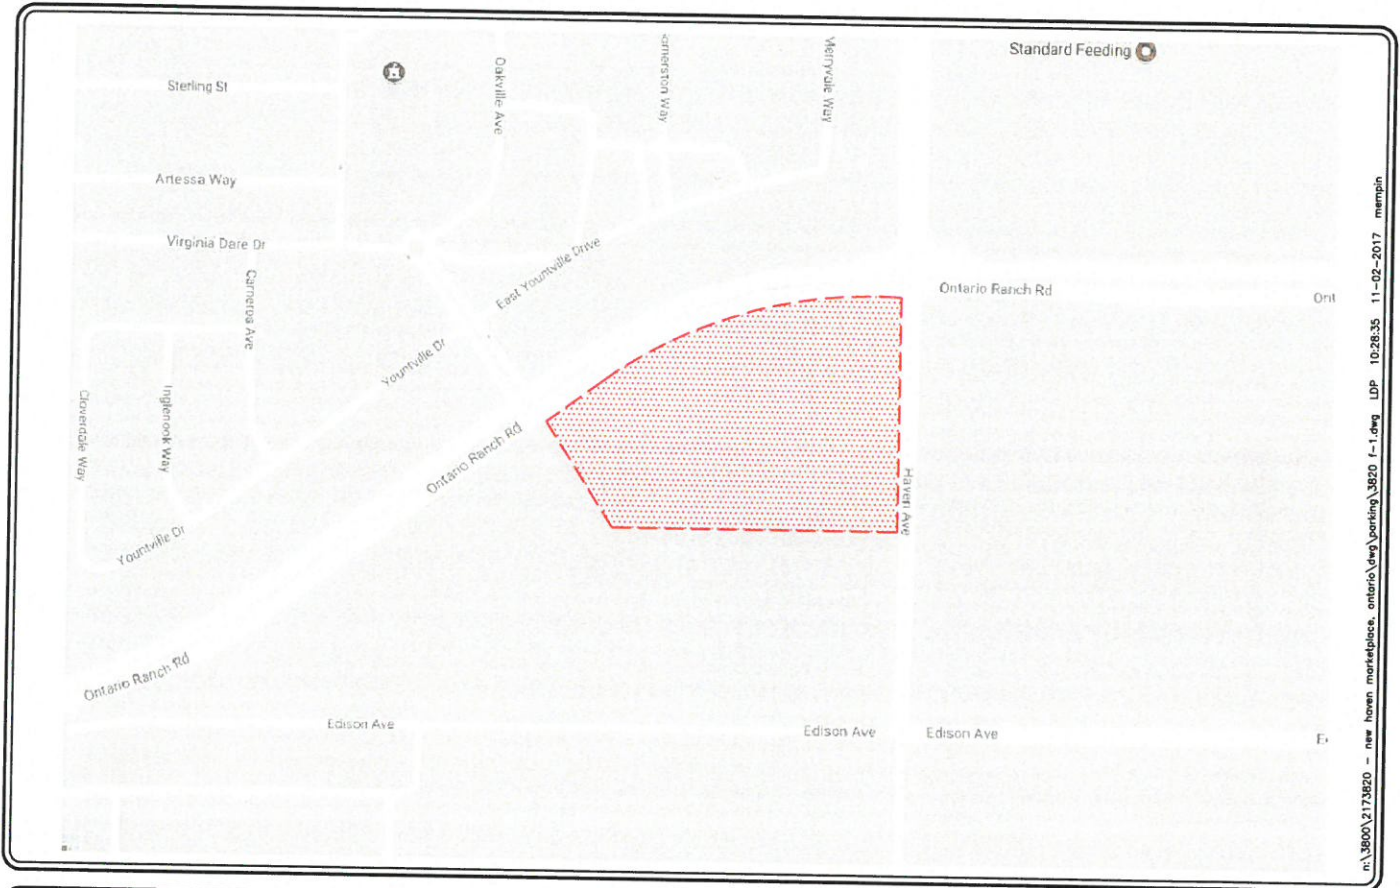 Standard Feeding
Sterling St
Oakville Ave
Merryvale Way
Artessa Way
Virginia Dare Dr
East Yountville Drive
Carneros Ave
Ontario Ranch Rd
Ont
Yountville Dr
Cloverdale Way
Inglenook Way
Ontario Ranch Rd
Haven Ave
Yountville Dr
Ontario Ranch Rd
Edison Ave
Edison Ave
Edison Ave
n:\3800\2173820 - new haven marketplace, ontario\dwg\parking\3820 f-1.dwg LDP 10:28:35 11-02-2017 mempin